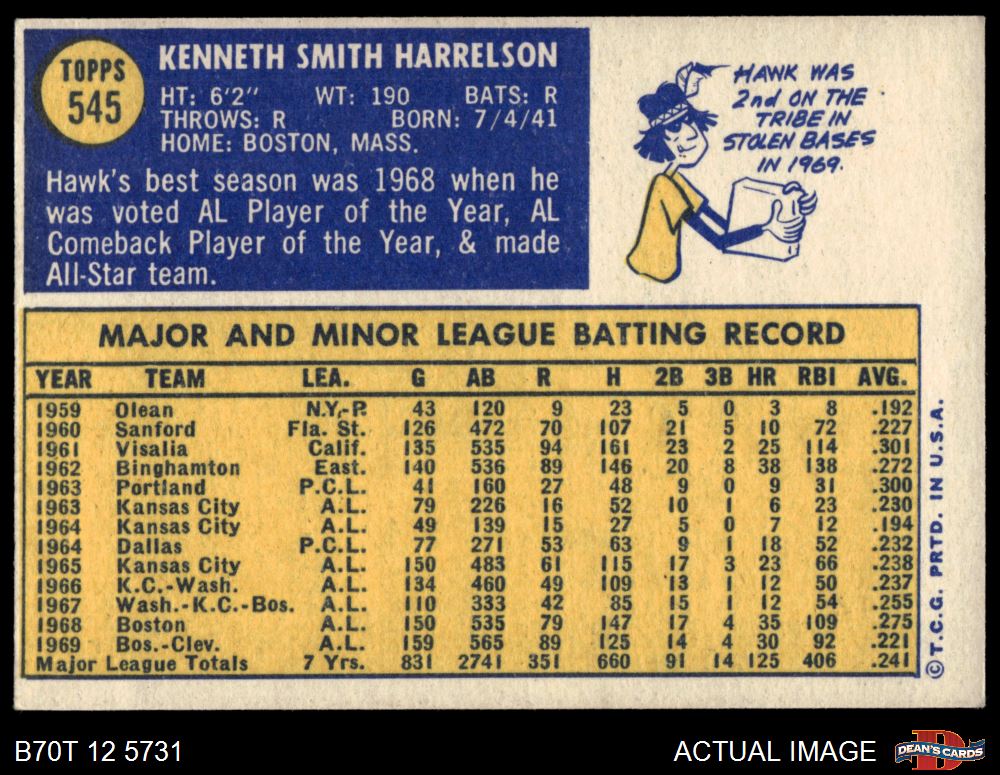 TOPPS
545
KENNETH SMITH HARRELSON
HT: 6'2" WT: 190 BATS: R
THROWS: R BORN: 7/4/41
HOME: BOSTON, MASS.
Hawk's best season was 1968 when he
was voted AL Player of the Year, AL
Comeback Player of the Year, & made
All-Star team.
HAWK WAS
2nd ON THE
TRIBE IN
STOLEN BASES
IN 1969.
MAJOR AND MINOR LEAGUE BATTING RECORD
YEAR TEAM LEA. G AB R H 2B 3B HR RBI AVG.
1959 Olean N.Y.-P. 43 120 9 23 5 0 3 8 .192
1960 Sanford Fla. St. 126 472 70 107 21 5 10 72 .227
1961 Visalia Calif. 135 535 94 161 23 2 25 114 .301
1962 Binghamton East. 140 536 89 146 20 8 38 138 .272
1963 Portland P.C.L. 41 160 27 48 9 0 9 31 .300
1963 Kansas City A.L. 79 226 16 52 10 1 6 23 .230
1964 Kansas City A.L. 49 139 15 27 5 0 7 12 .194
1964 Dallas P.C.L. 77 271 53 63 9 1 18 52 .232
1965 Kansas City A.L. 150 483 61 115 17 3 23 66 .238
1966 K.C.-Wash. A.L. 134 460 49 109 13 1 12 50 .237
1967 Wash.-K.C.-Bos. A.L. 110 333 42 85 15 1 12 54 .255
1968 Boston A.L. 150 535 79 147 17 4 35 109 .275
1969 Bos.-Clev. A.L. 159 565 89 125 14 4 30 92 .221
Major League Totals 7 Yrs. 831 2741 351 660 91 14 125 406 .241
©T.C.G. PRTD. IN U.S.A.
B70T 12 5731
ACTUAL IMAGE
DEAN'S CARDS